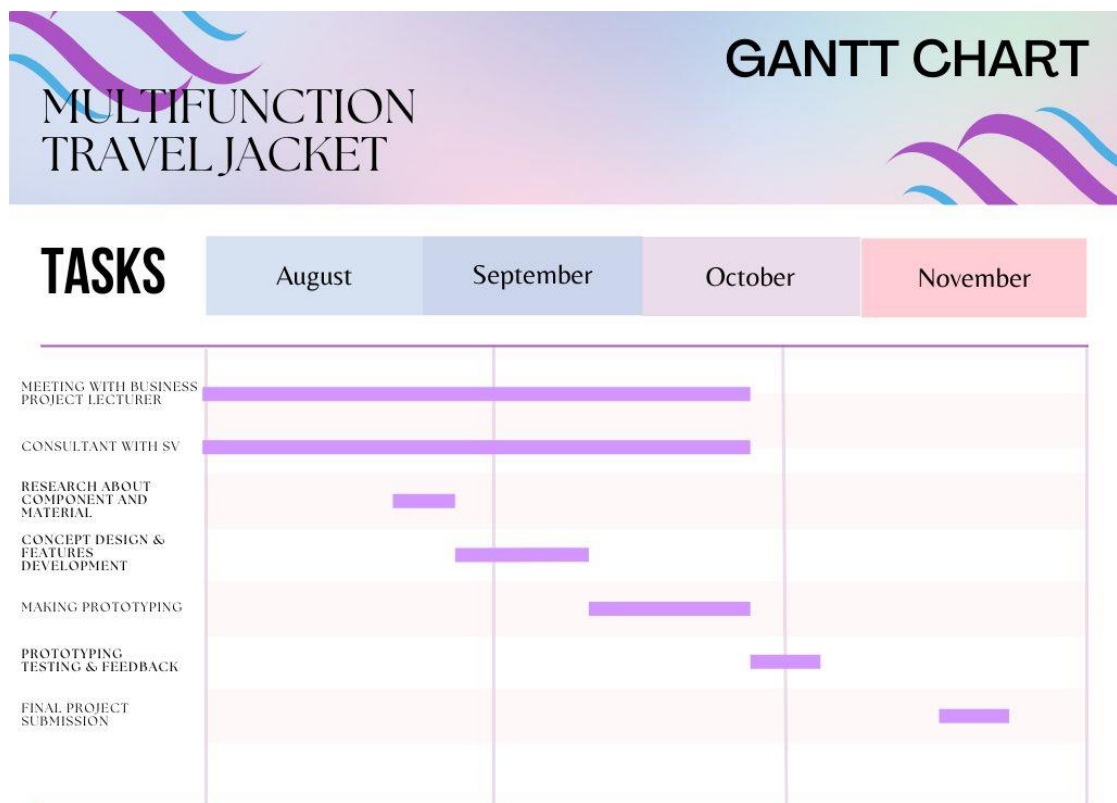 GANTT CHART
MULTIFUNCTION
TRAVEL JACKET
TASKS
August
September
October
November
MEETING WITH BUSINESS
PROJECT LECTURER
CONSULTANT WITH SV
RESEARCH ABOUT
COMPONENT AND
MATERIAL
CONCEPT DESIGN &
FEATURES
DEVELOPMENT
MAKING PROTOTYPING
PROTOTYPING
TESTING & FEEDBACK
FINAL PROJECT
SUBMISSION